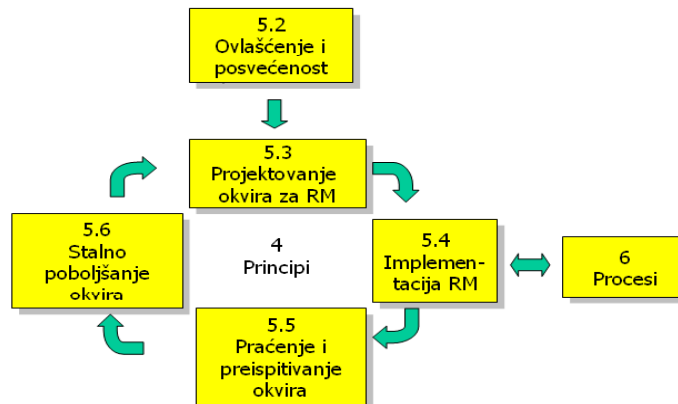 5.2
Ovlašćenje i
posvećenost
5.3
Projektovanje
okvira za RM
5.6
Stalno
poboljšanje
okvira
4
Principi
5.4
Implemen-
tacija RM
6
Procesi
5.5
Praćenje i
preispitivanje
okvira